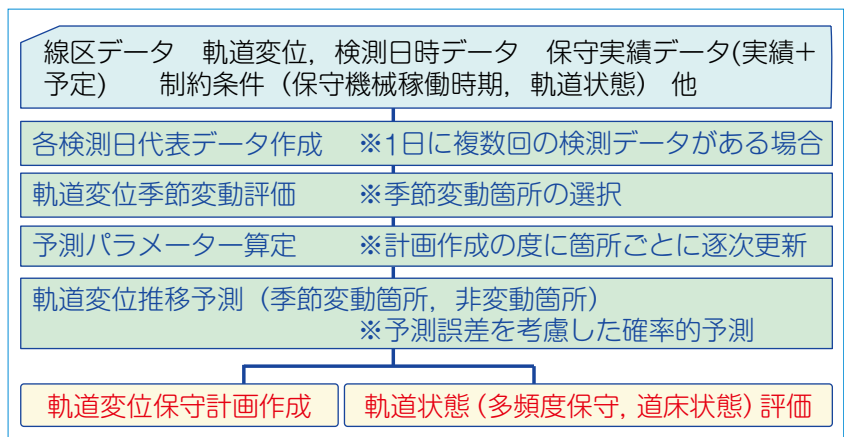 線区データ　軌道変位，検測日時データ　保守実績データ(実績＋
予定)　　制約条件（保守機械稼働時期，軌道状態）他
各検測日代表データ作成　※1日に複数回の検測データがある場合
軌道変位季節変動評価　　※季節変動箇所の選択
予測パラメーター算定　　※計画作成の度に箇所ごとに逐次更新
軌道変位推移予測（季節変動箇所，非変動箇所）
※予測誤差を考慮した確率的予測
軌道変位保守計画作成　軌道状態(多頻度保守,道床状態)評価